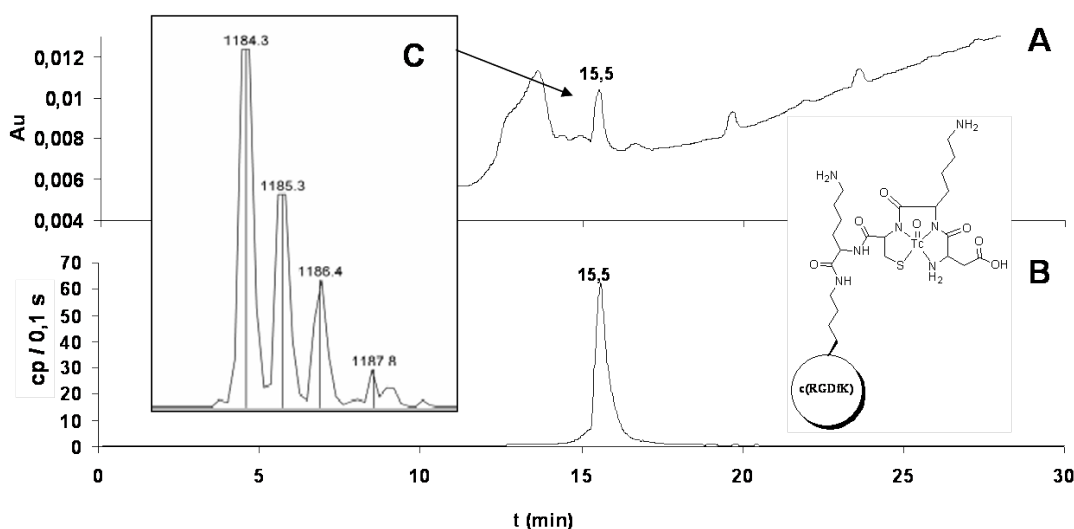 A
0,012
0,01
0,008
0,006
0,004
Au
15,5
C
1184.3
1185.3
1186.4
1187.8
B
70
60
50
40
30
20
10
0
cp / 0,1 s
15,5
NH₂
H₂N
O
O
N
O
N
O
O
NH
Tc
O
OH
S
NH₂
O
NH
c(RGDfK)
0
5
10
15
20
25
30
t (min)